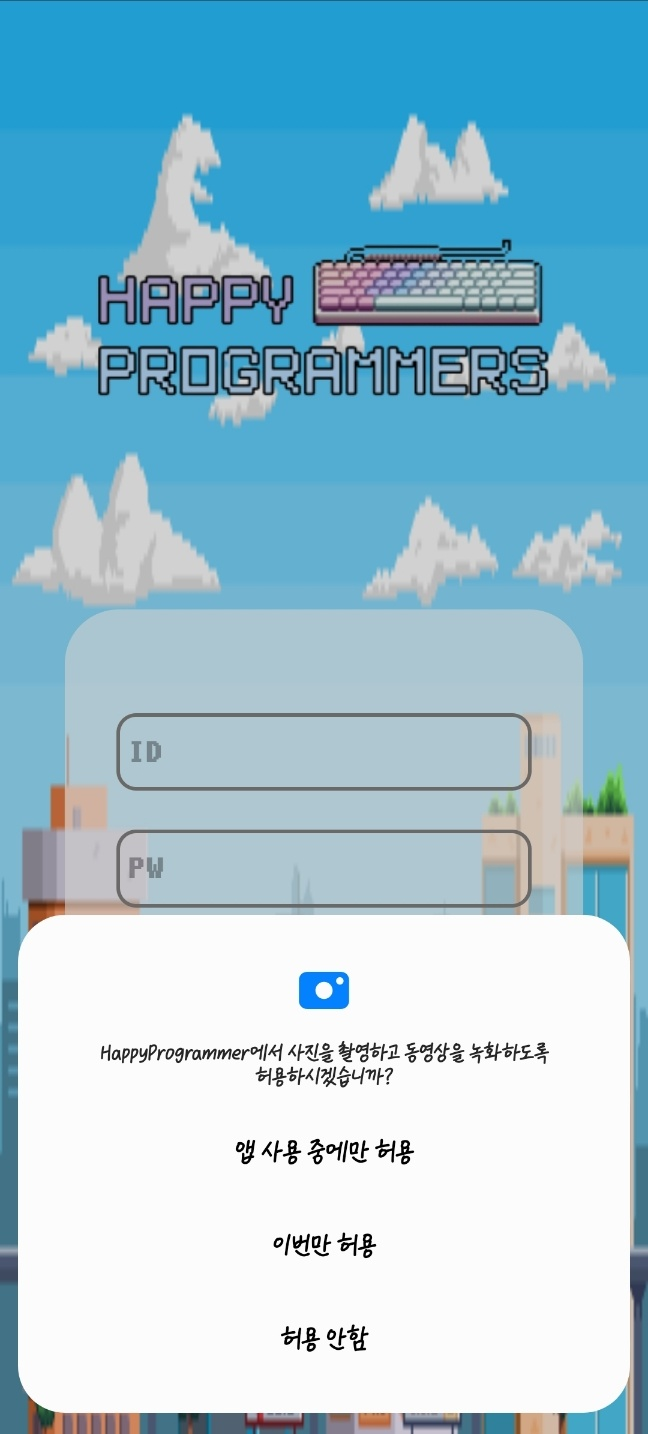 HAPPY
PROGRAMMERS
ID
PW
HappyProgrammer에서 사진을 촬영하고 동영상을 녹화하도록
허용하시겠습니까?
앱 사용 중에만 허용
이번만 허용
허용 안함